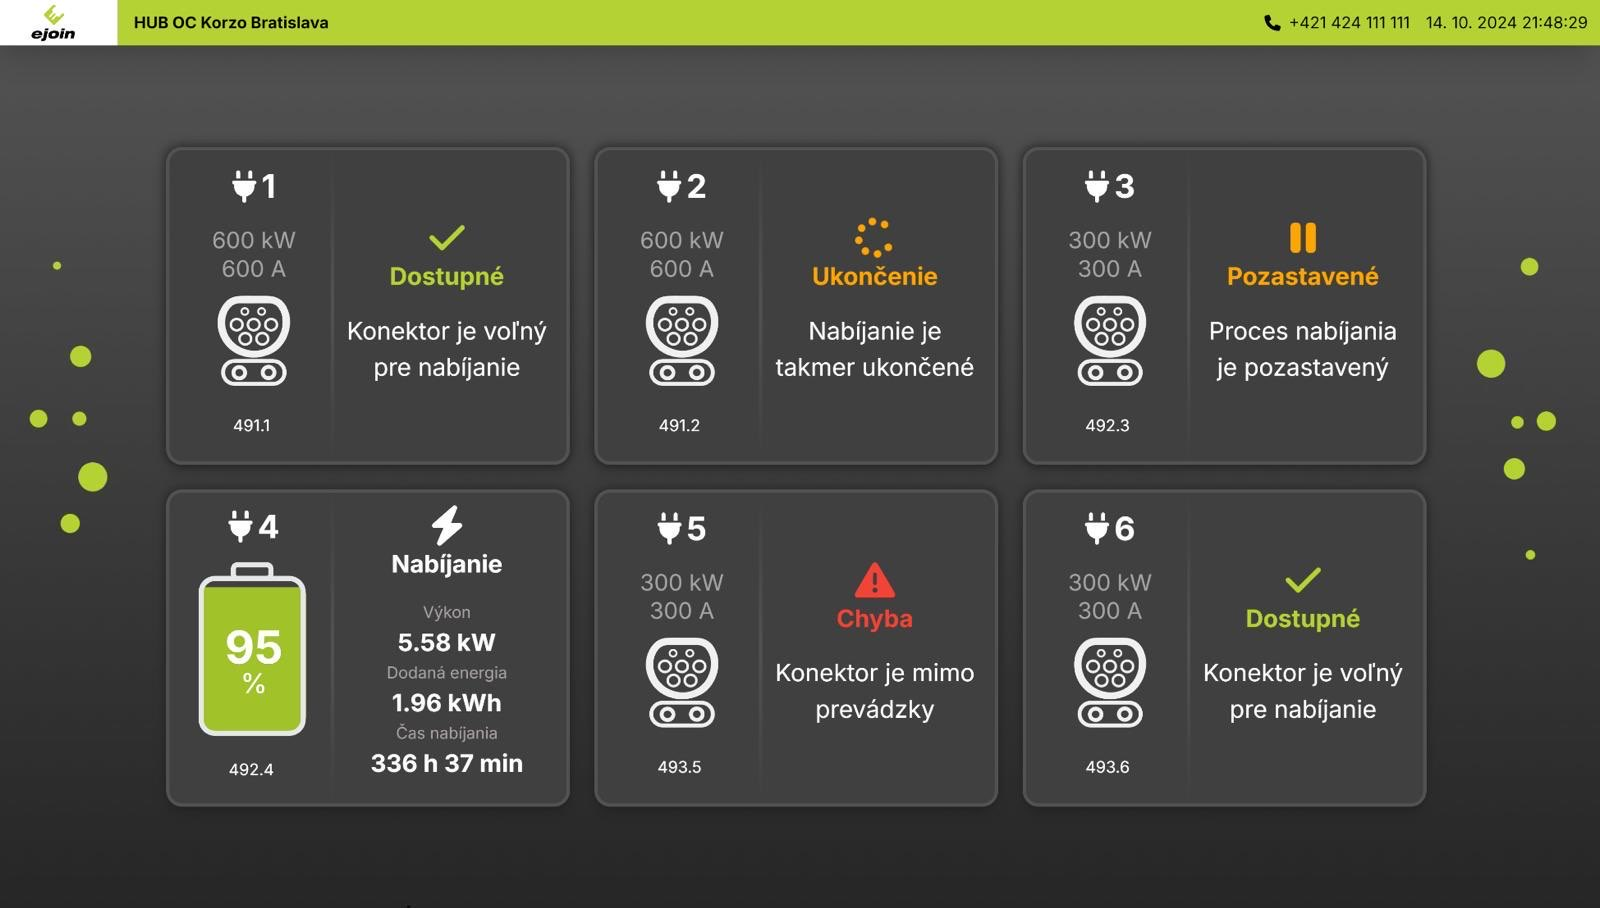 ejoin
HUB OC Korzo Bratislava
+421 424 111 111
14. 10. 2024 21:48:29
1
600 kW
600 A
491.1
Dostupné
Konektor je voľný
pre nabíjanie
2
600 kW
600 A
491.2
Ukončenie
Nabíjanie je
takmer ukončené
3
300 kW
300 A
492.3
Pozastavené
Proces nabíjania
je pozastavený
4
95
%
492.4
Nabíjanie
Výkon
5.58 kW
Dodaná energia
1.96 kWh
Čas nabíjania
336 h 37 min
5
300 kW
300 A
493.5
Chyba
Konektor je mimo
prevádzky
6
300 kW
300 A
493.6
Dostupné
Konektor je voľný
pre nabíjanie